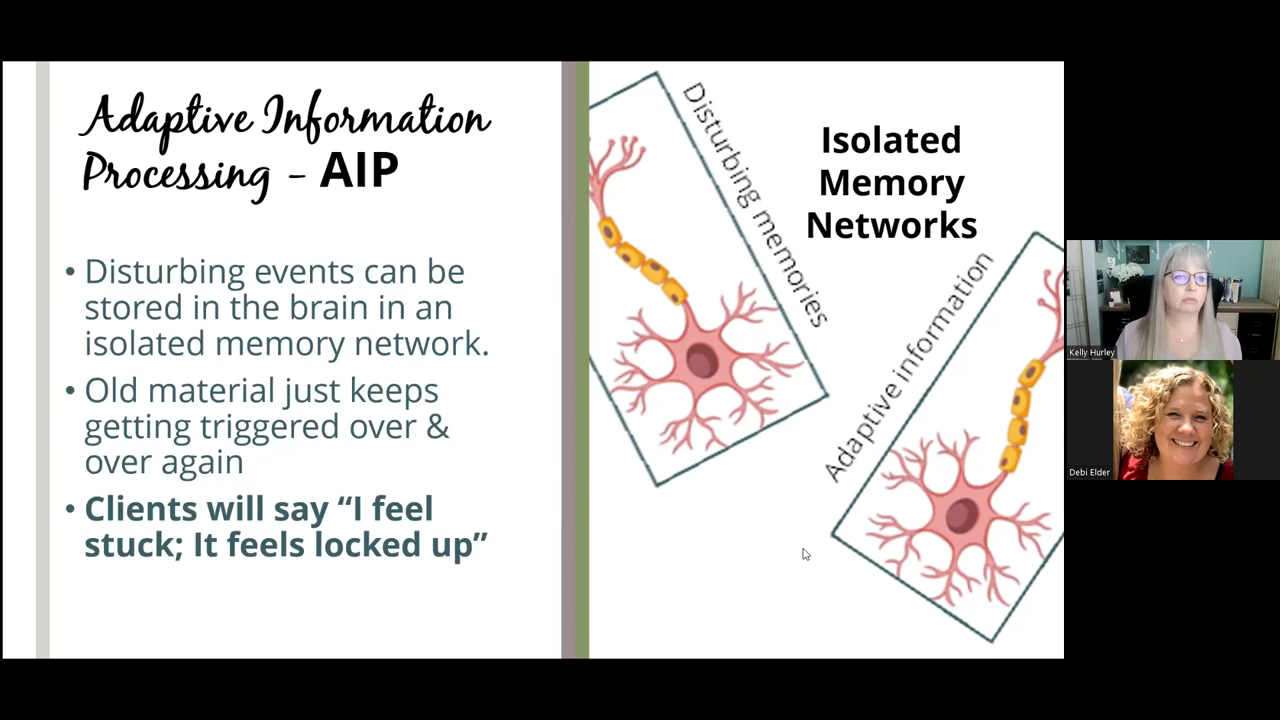 Adaptive Information
Processing - AIP
• Disturbing events can be
stored in the brain in an
isolated memory network.
• Old material just keeps
getting triggered over &
over again
• Clients will say “I feel
stuck; It feels locked up”
Disturbing memories
Isolated
Memory
Networks
Adaptive information
Kelly Hurley
Debi Elder